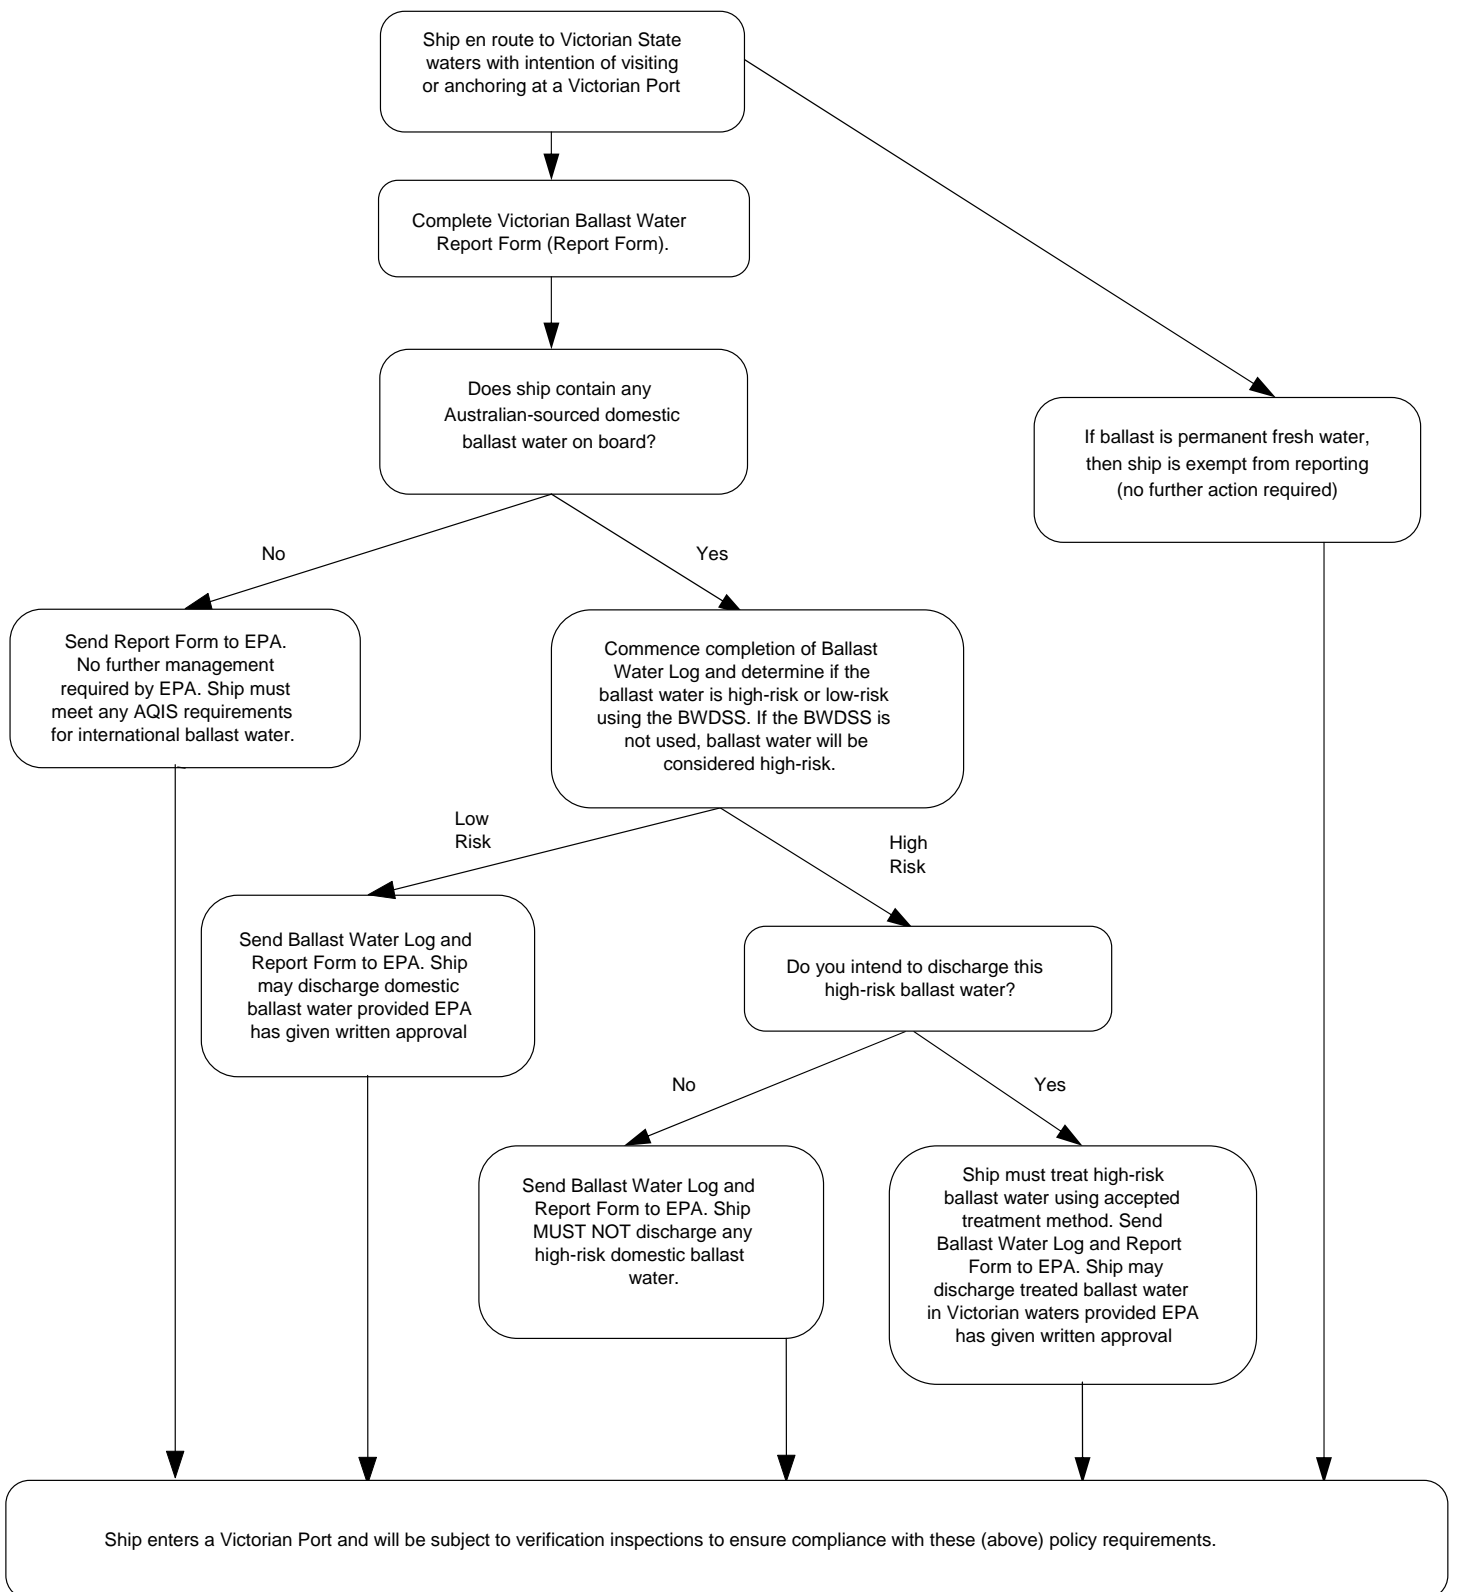 Ship en route to Victorian State
waters with intention of visiting
or anchoring at a Victorian Port
Complete Victorian Ballast Water
Report Form (Report Form).
Does ship contain any
Australian-sourced domestic
ballast water on board?
If ballast is permanent fresh water,
then ship is exempt from reporting
(no further action required)
No
Yes
Send Report Form to EPA.
No further management
required by EPA. Ship must
meet any AQIS requirements
for international ballast water.
Commence completion of Ballast
Water Log and determine if the
ballast water is high-risk or low-risk
using the BWDSS. If the BWDSS is
not used, ballast water will be
considered high-risk.
Low
Risk
High
Risk
Send Ballast Water Log and
Report Form to EPA. Ship
may discharge domestic
ballast water provided EPA
has given written approval
Do you intend to discharge this
high-risk ballast water?
No
Yes
Send Ballast Water Log and
Report Form to EPA. Ship
MUST NOT discharge any
high-risk domestic ballast
water.
Ship must treat high-risk
ballast water using accepted
treatment method. Send
Ballast Water Log and Report
Form to EPA. Ship may
discharge treated ballast water
in Victorian waters provided EPA
has given written approval
Ship enters a Victorian Port and will be subject to verification inspections to ensure compliance with these (above) policy requirements.